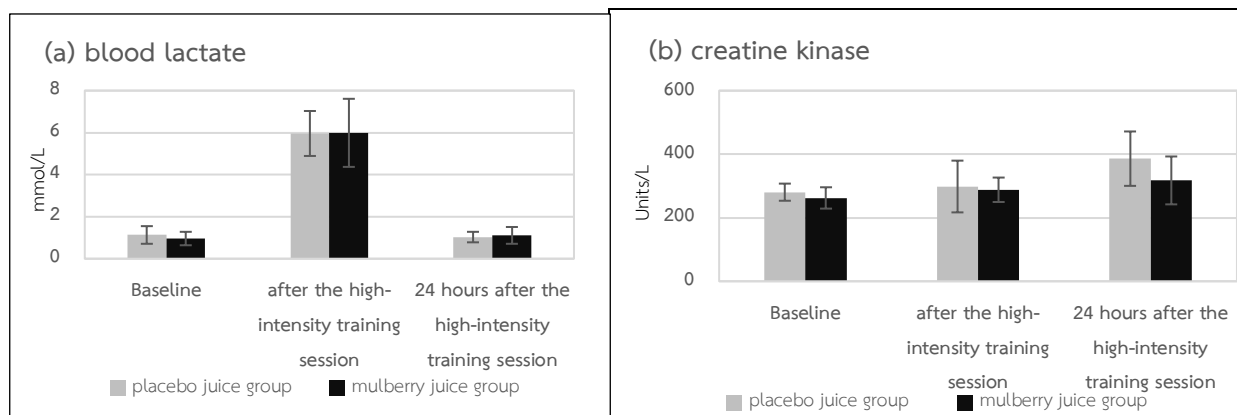 (a) blood lactate
8
6
4
2
0
mmol/L
Baseline
after the high-
intensity training
session
24 hours after the
high-intensity
training session
placebo juice group
mulberry juice group
(b) creatine kinase
600
400
200
0
Units/L
Baseline
after the high-
intensity training
session
24 hours after the
high-intensity
training session
placebo juice group
mulberry juice group